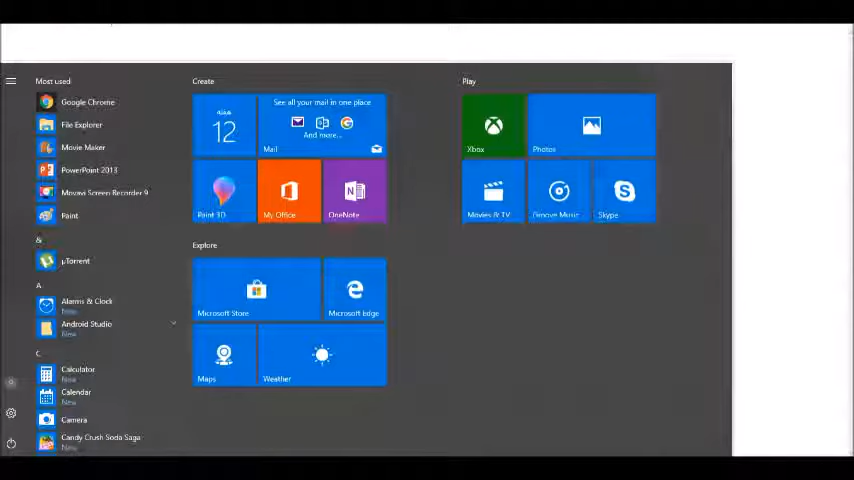 Most used
Google Chrome
File Explorer
Movie Maker
PowerPoint 2013
Movavi Screen Recorder 9
Paint
&
µTorrent
A
Alarms & Clock
New
Android Studio
New
C
Calculator
New
Calendar
New
Camera
Candy Crush Soda Saga
New
Create
12
See all your mail in one place
And more...
Mail
Paint 3D
My Office
OneNote
Explore
Microsoft Store
Microsoft Edge
Maps
Weather
Play
Xbox
Photos
Movies & TV
Groove Music
Skype